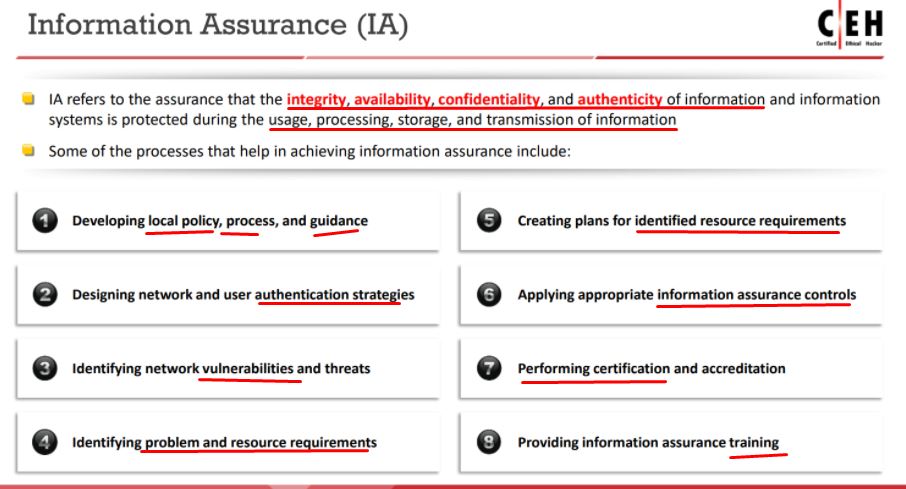 Information Assurance (IA)
CEH
Certified Ethical Hacker
IA refers to the assurance that the integrity, availability, confidentiality, and authenticity of information and information
systems is protected during the usage, processing, storage, and transmission of information
Some of the processes that help in achieving information assurance include:
1 Developing local policy, process, and guidance
2 Designing network and user authentication strategies
3 Identifying network vulnerabilities and threats
4 Identifying problem and resource requirements
5 Creating plans for identified resource requirements
6 Applying appropriate information assurance controls
7 Performing certification and accreditation
8 Providing information assurance training